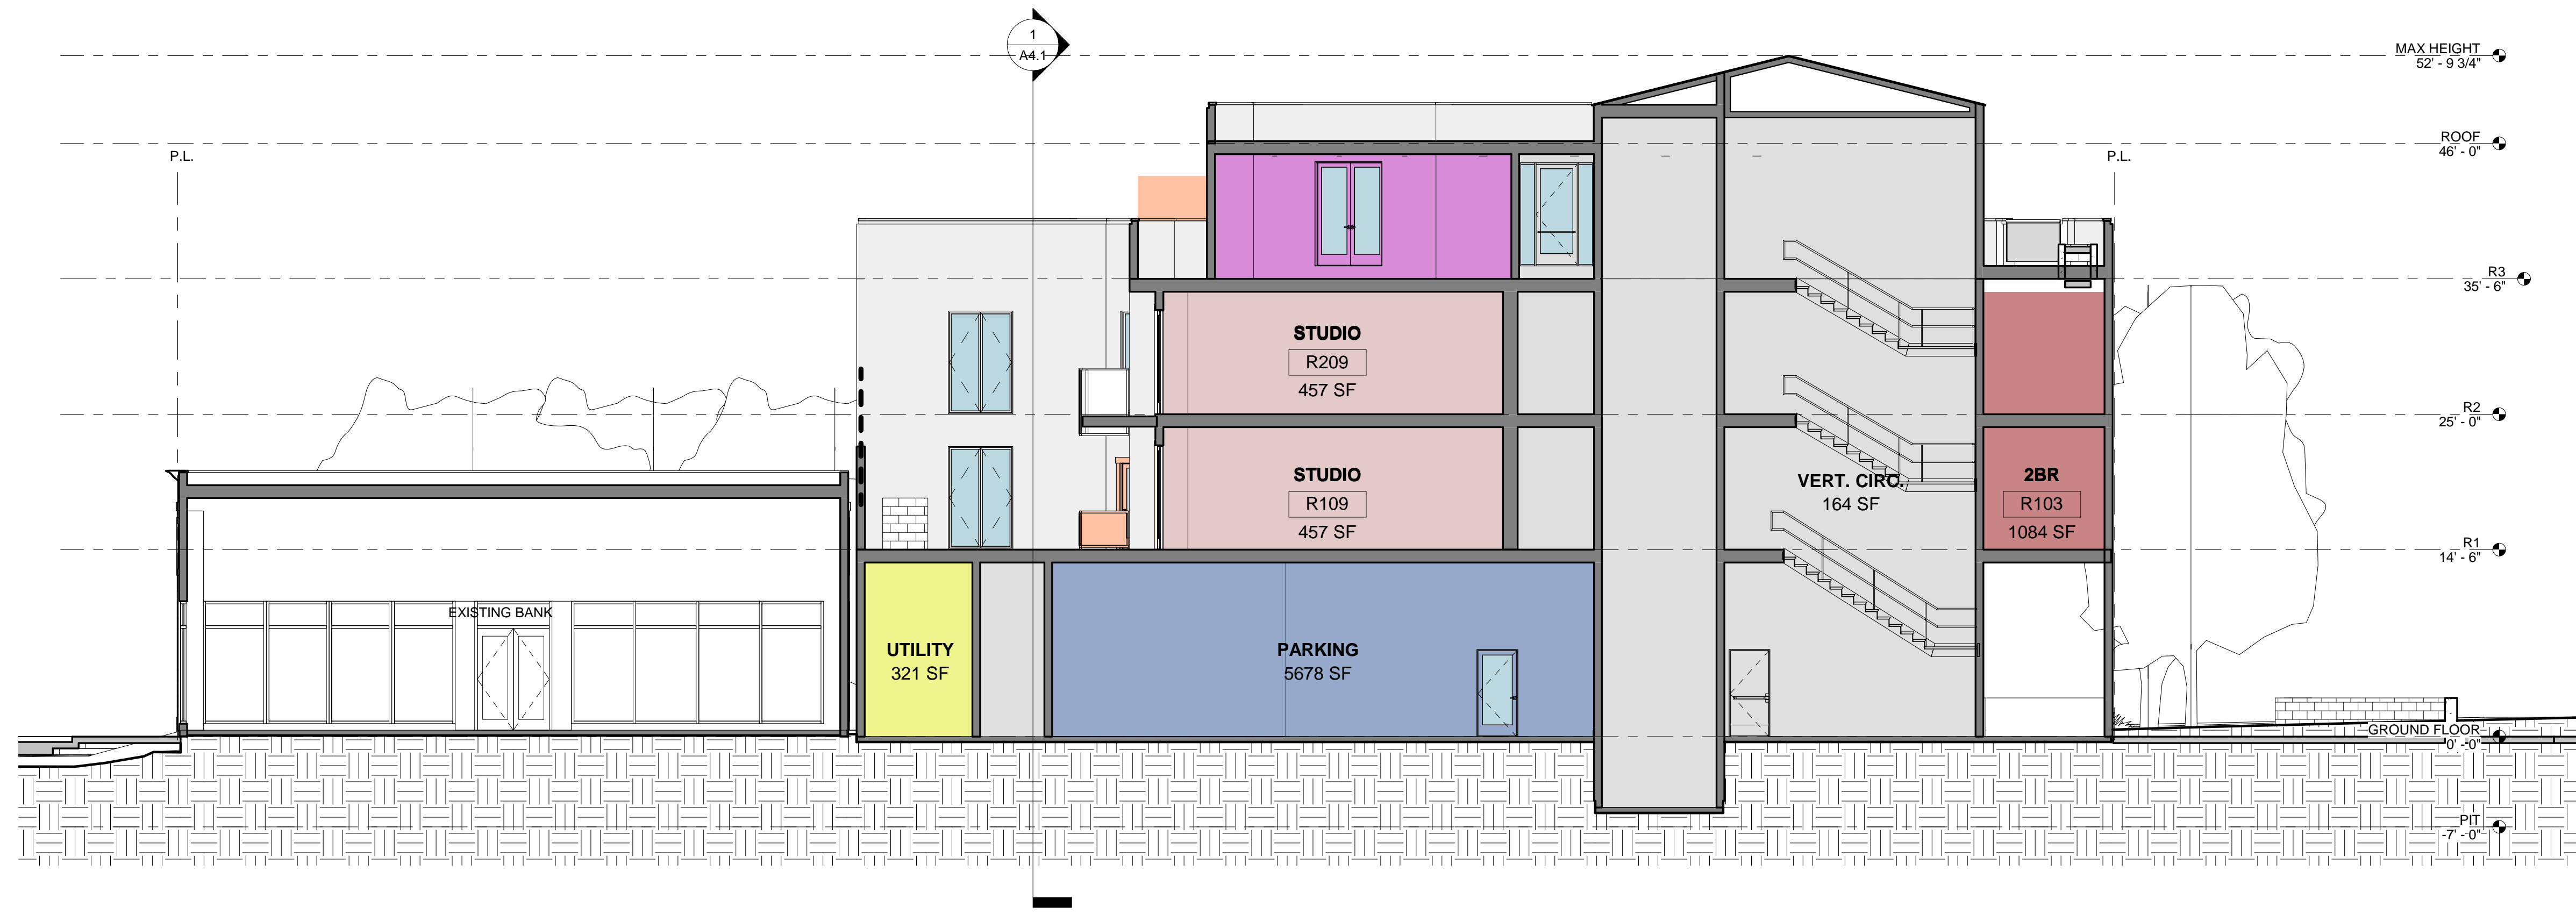 1
A4.1
MAX HEIGHT
52' - 9 3/4"
ROOF
46' - 0"
P.L.
P.L.
R3
35' - 6"
STUDIO
R209
457 SF
R2
25' - 0"
STUDIO
R109
457 SF
VERT. CIRC.
164 SF
2BR
R103
1084 SF
R1
14' - 6"
EXISTING BANK
UTILITY
321 SF
PARKING
5678 SF
GROUND FLOOR
0' - 0"
PIT
-7' - 0"